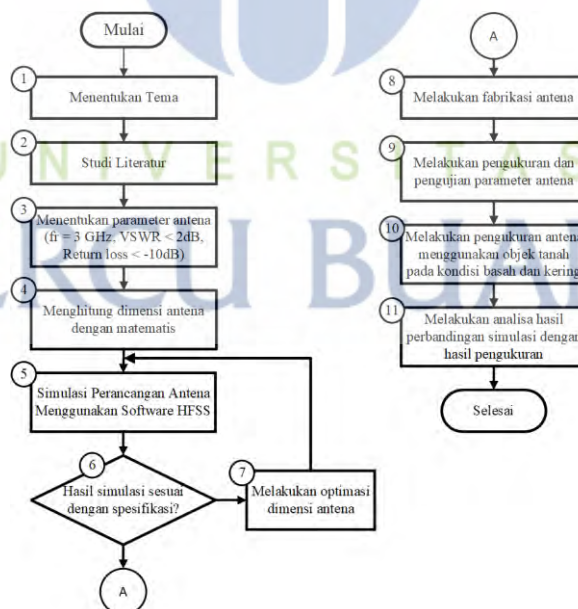 Mulai
1
Menentukan Tema
2
Studi Literatur
3
Menentukan parameter antena
(fr = 3 GHz, VSWR < 2dB,
Return loss < -10dB)
4
Menghitung dimensi antena
dengan matematis
5
Simulasi Perancangan Antena
Menggunakan Software HFSS
6
Hasil simulasi sesuai
dengan spesifikasi?
7
Melakukan optimasi
dimensi antena
A
A
8
Melakukan fabrikasi antena
9
Melakukan pengukuran dan
pengujian parameter antena
10
Melakukan pengukuran antena
menggunakan objek tanah
pada kondisi basah dan kering
11
Melakukan analisa hasil
perbandingan simulasi dengan
hasil pengukuran
Selesai
UNIVERSITAS
ERCU BUA